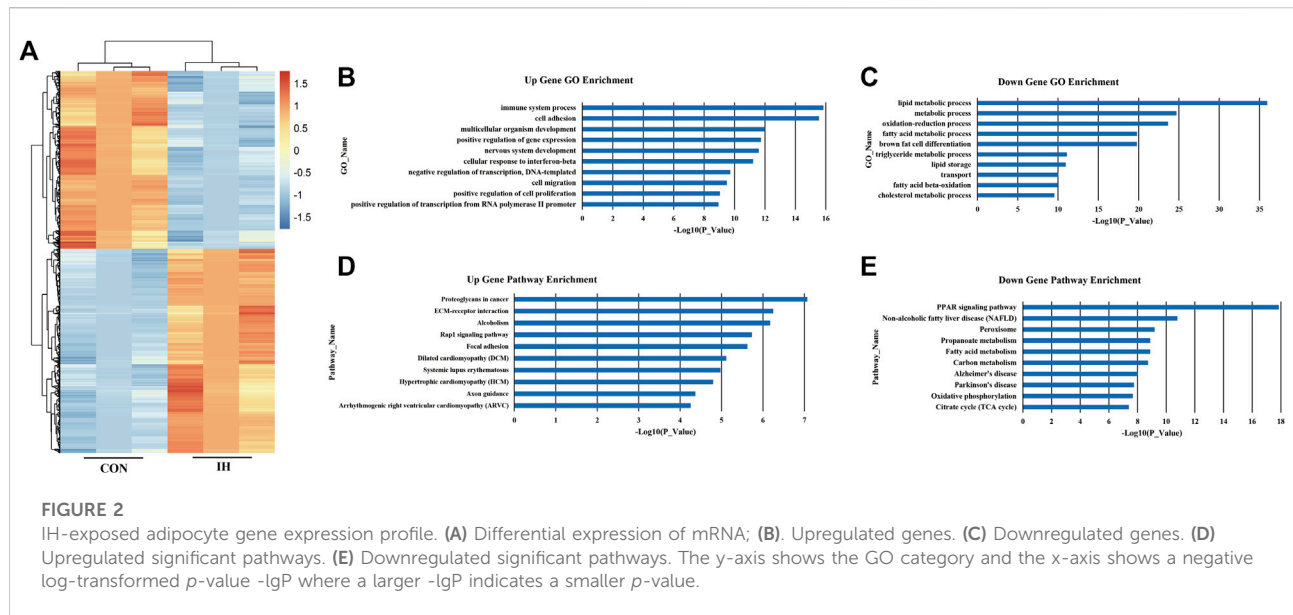 A
1.5
1
0.5
0
-0.5
-1
-1.5
CON
IH
B
Up Gene GO Enrichment
GO_Name
immune system process
cell adhesion
multicellular organism development
positive regulation of gene expression
nervous system development
cellular response to interferon-beta
negative regulation of transcription, DNA-templated
cell migration
positive regulation of cell proliferation
positive regulation of transcription from RNA polymerase II promoter
0 2 4 6 8 10 12 14 16
-Log10(P_Value)
C
Down Gene GO Enrichment
GO_Name
lipid metabolic process
metabolic process
oxidation-reduction process
fatty acid metabolic process
brown fat cell differentiation
triglyceride metabolic process
lipid storage
transport
fatty acid beta-oxidation
cholesterol metabolic process
0 5 10 15 20 25 30 35
-Log10(P_Value)
D
Up Gene Pathway Enrichment
Pathway_Name
Proteoglycans in cancer
ECM-receptor interaction
Alcoholism
Rap1 signaling pathway
Focal adhesion
Dilated cardiomyopathy (DCM)
Systemic lupus erythematosus
Hypertrophic cardiomyopathy (HCM)
Axon guidance
Arrhythmogenic right ventricular cardiomyopathy (ARVC)
0 1 2 3 4 5 6 7
-Log10(P_Value)
E
Down Gene Pathway Enrichment
Pathway_Name
PPAR signaling pathway
Non-alcoholic fatty liver disease (NAFLD)
Peroxisome
Propanoate metabolism
Fatty acid metabolism
Carbon metabolism
Alzheimer's disease
Parkinson's disease
Oxidative phosphorylation
Citrate cycle (TCA cycle)
0 2 4 6 8 10 12 14 16 18
-Log10(P_Value)
FIGURE 2
IH-exposed adipocyte gene expression profile. (A) Differential expression of mRNA; (B). Upregulated genes. (C) Downregulated genes. (D)
Upregulated significant pathways. (E) Downregulated significant pathways. The y-axis shows the GO category and the x-axis shows a negative
log-transformed p-value -lgP where a larger -lgP indicates a smaller p-value.